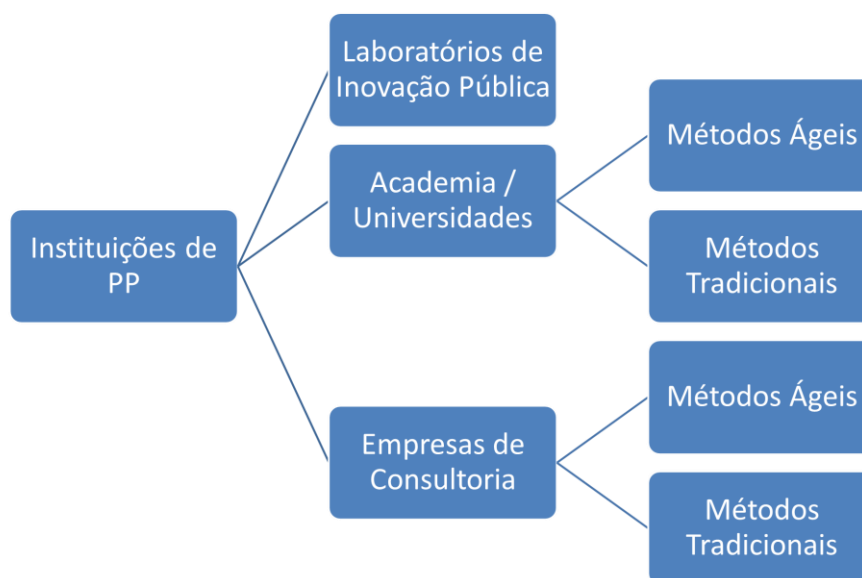 Instituições de
PP
Laboratórios de
Inovação Pública
Academia /
Universidades
Métodos Ágeis
Métodos
Tradicionais
Empresas de
Consultoria
Métodos Ágeis
Métodos
Tradicionais